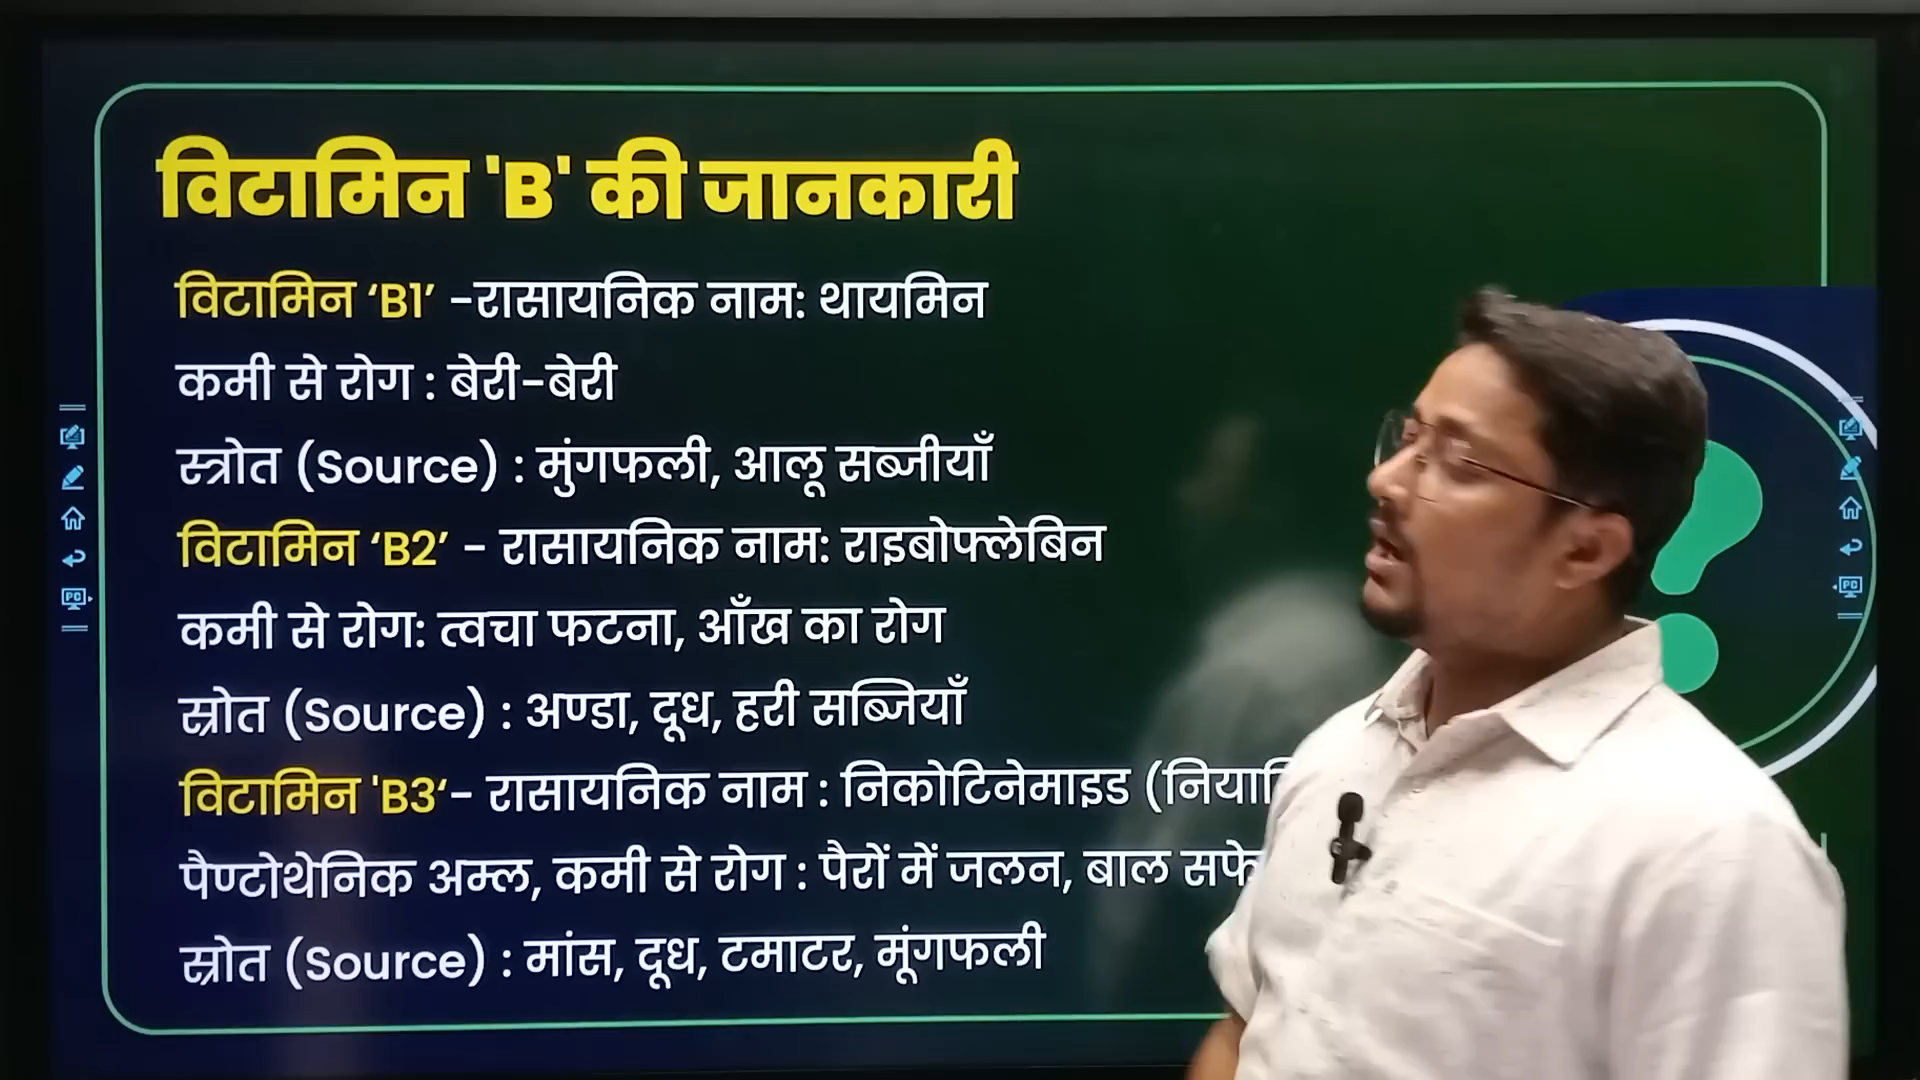 विटामिन 'B' की जानकारी
विटामिन ‘B1’ -रासायनिक नाम: थायमिन
कमी से रोग : बेरी-बेरी
स्त्रोत (Source) : मुंगफली, आलू सब्जीयाँ
विटामिन ‘B2’ - रासायनिक नाम: राइबोफ्लेबिन
कमी से रोग: त्वचा फटना, आँख का रोग
स्रोत (Source) : अण्डा, दूध, हरी सब्जियाँ
विटामिन 'B3‘- रासायनिक नाम : निकोटिनेमाइड
पैण्टोथेनिक अम्ल, कमी से रोग : पैरों में जलन, बाल
स्रोत (Source) : मांस, दूध, टमाटर, मूंगफली